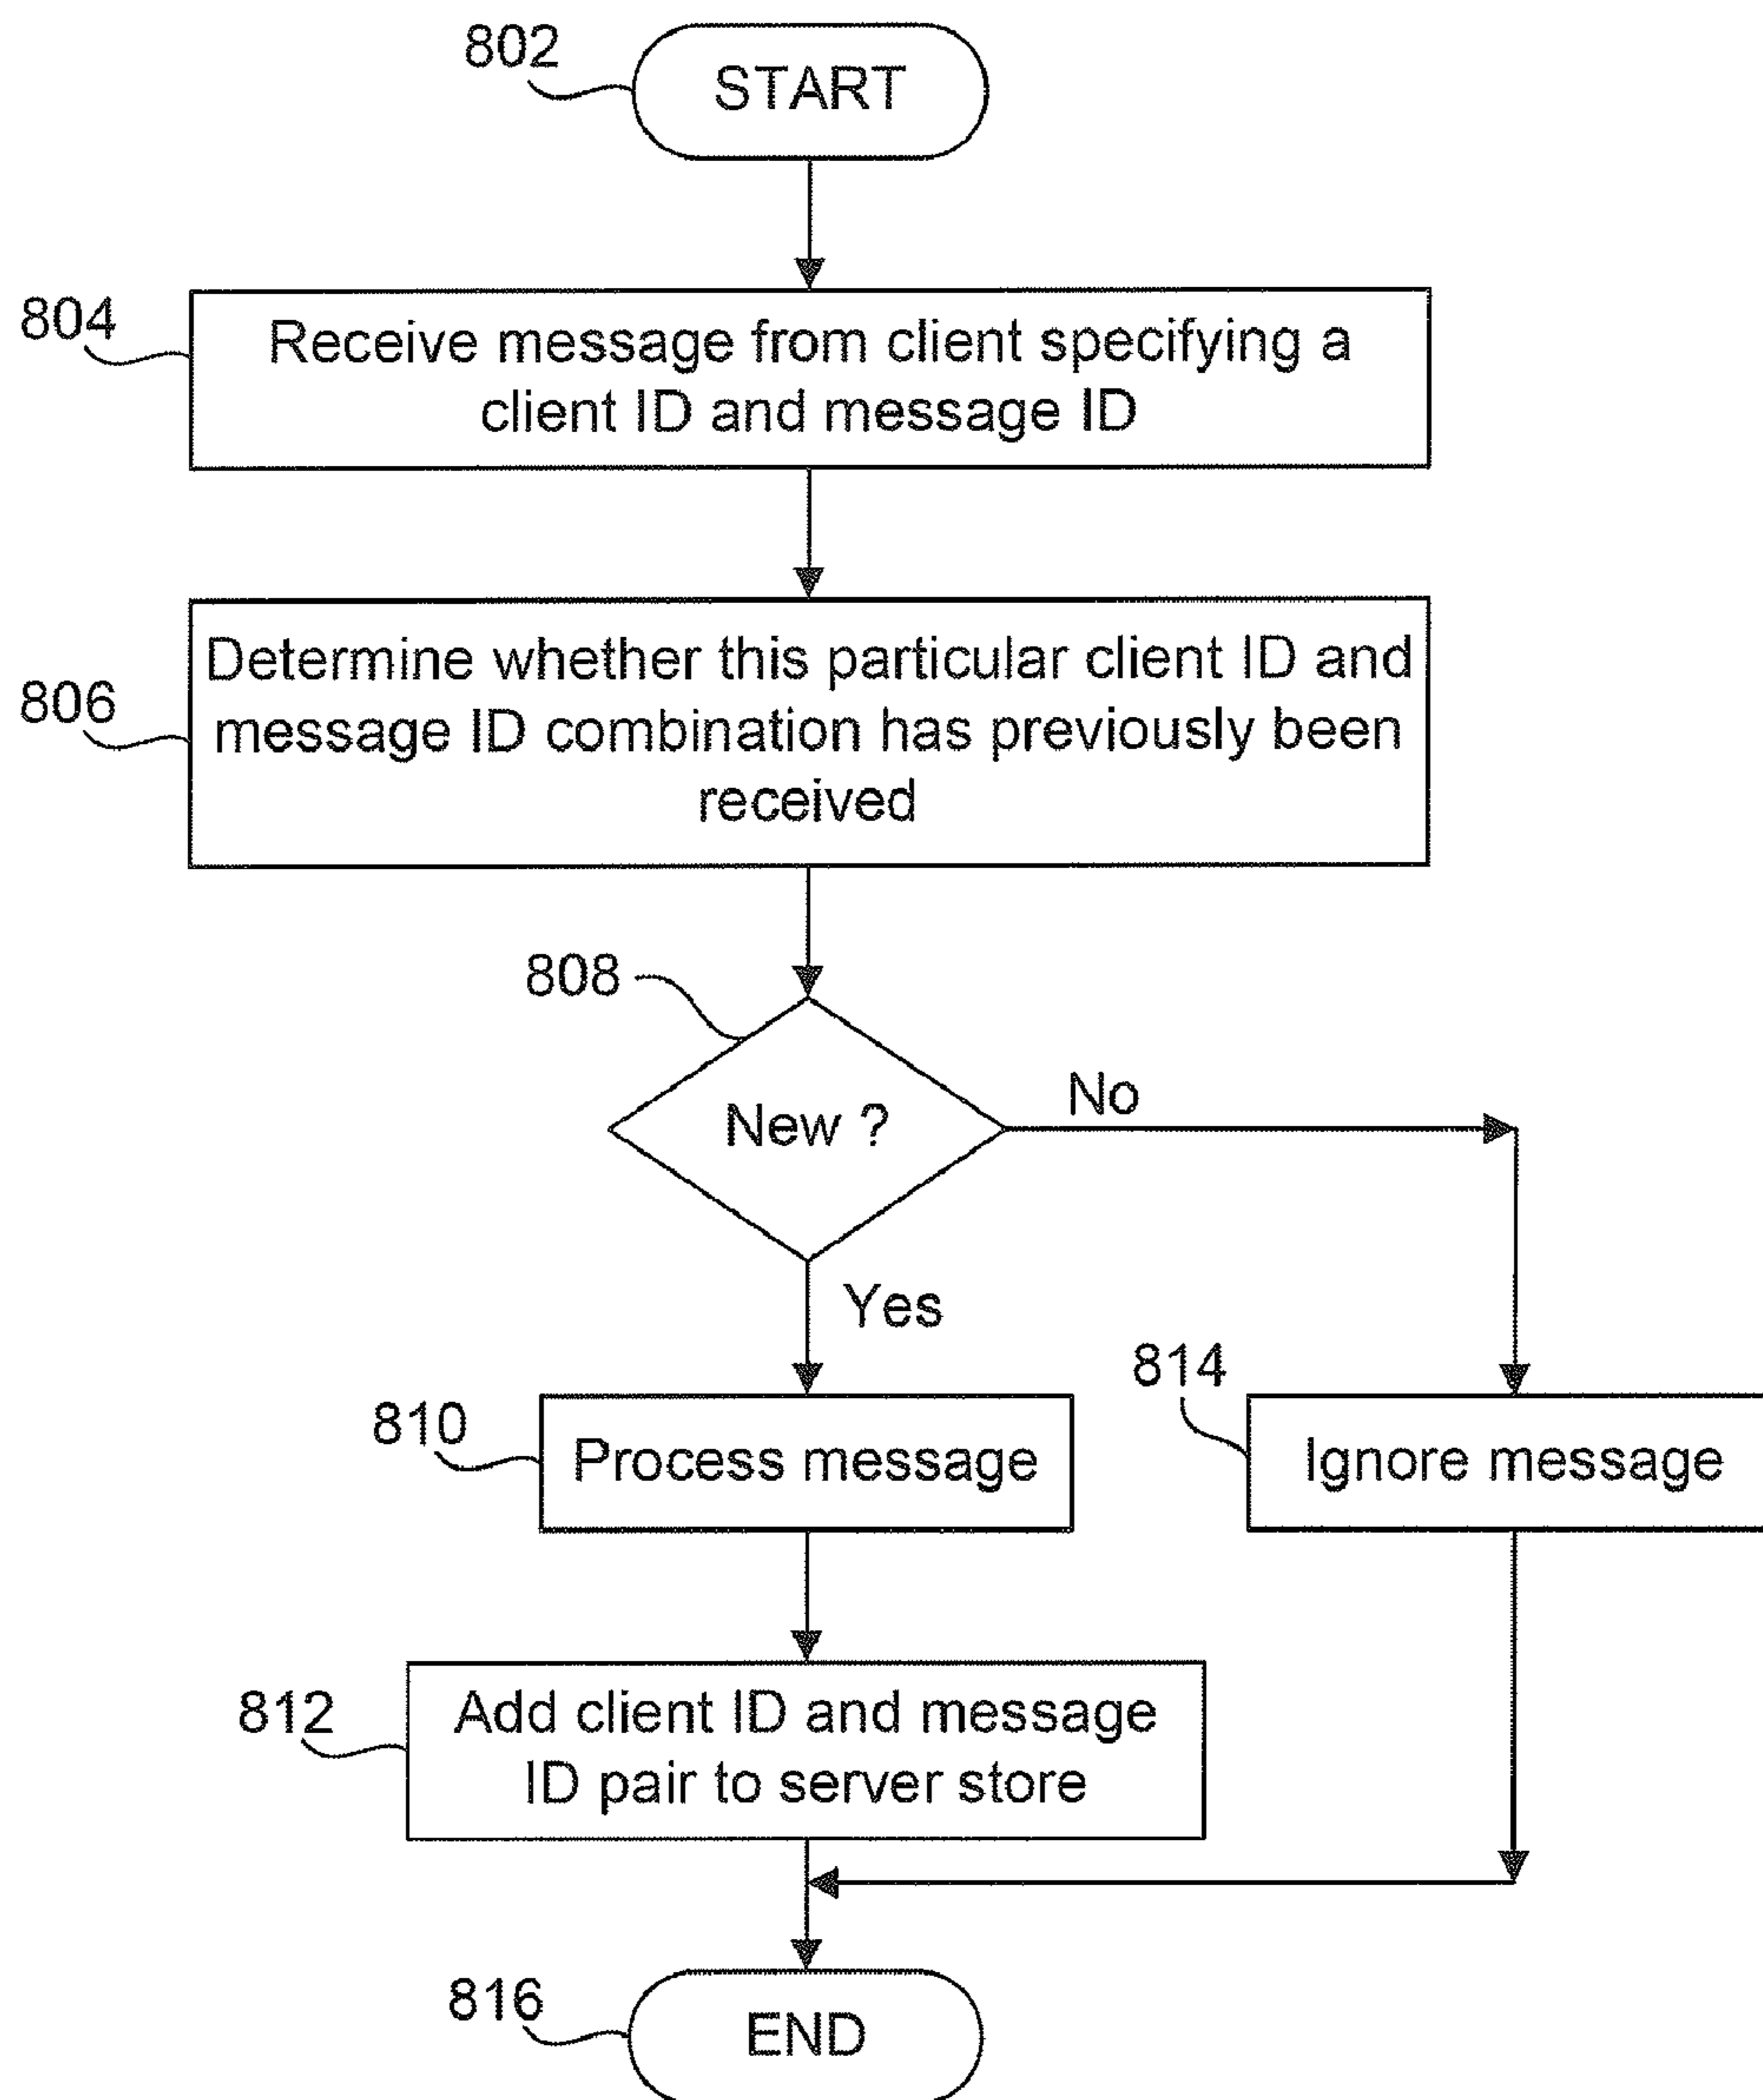 802
START
804
Receive message from client specifying a
client ID and message ID
806
Determine whether this particular client ID and
message ID combination has previously been
received
808
New ?
No
Yes
810
Process message
814
Ignore message
812
Add client ID and message
ID pair to server store
816
END